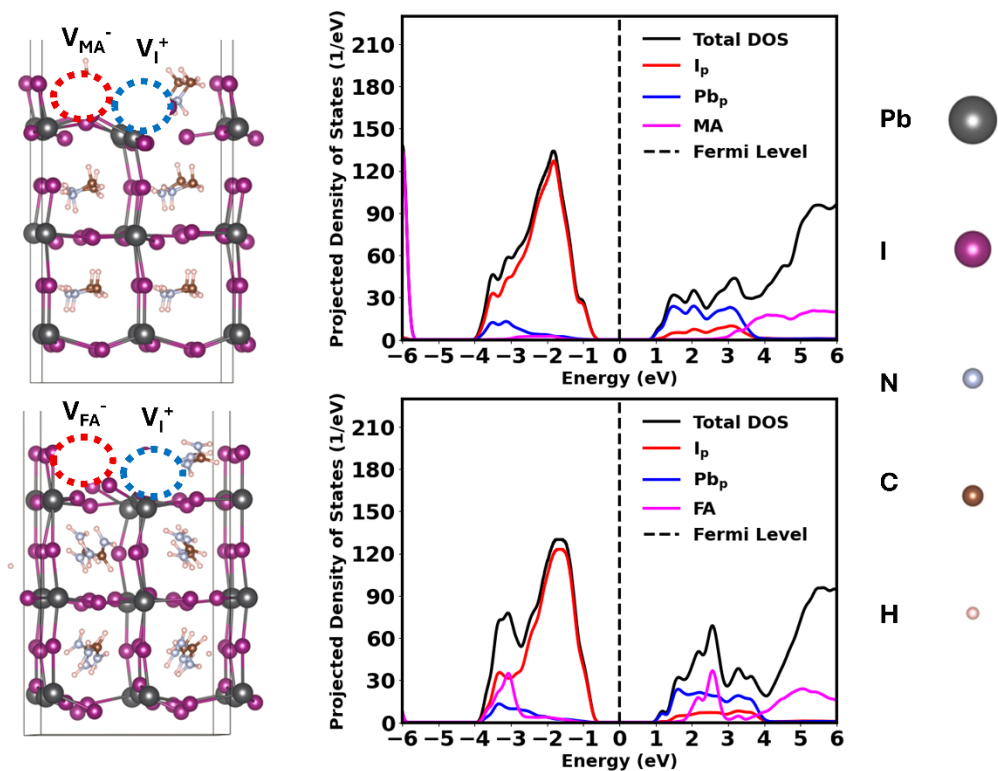 V_MA^- V_I^+
Projected Density of States (1/eV)
210
180
150
120
90
60
30
0
Total DOS
I_p
Pb_p
MA
Fermi Level
−6 −5 −4 −3 −2 −1 0 1 2 3 4 5 6
Energy (eV)
V_FA^- V_I^+
Projected Density of States (1/eV)
210
180
150
120
90
60
30
0
Total DOS
I_p
Pb_p
FA
Fermi Level
−6 −5 −4 −3 −2 −1 0 1 2 3 4 5 6
Energy (eV)
Pb
I
N
C
H